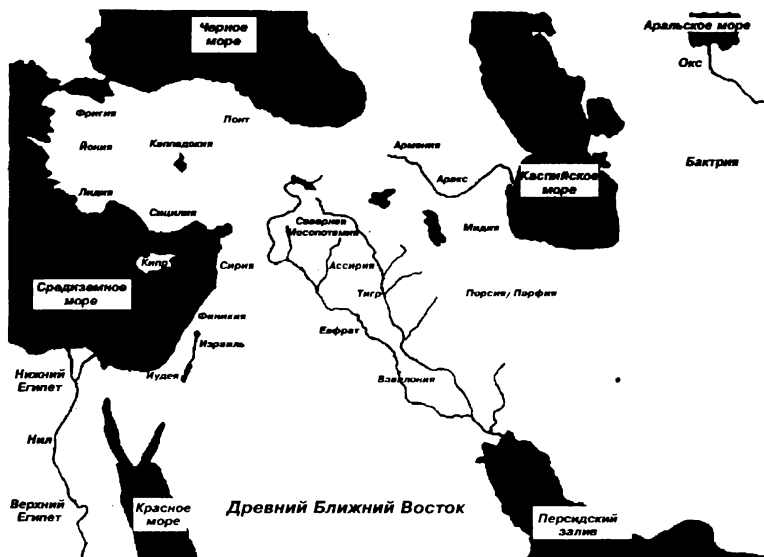 Черное
море
Аральское море
Окс
Фригия
Понт
Йония
Каппадокия
Армения
Аракс
Бактрия
Каспийское
море
Лидия
Сицилия
Северная
Месопотамия
Мидия
Кипр
Сирия
Ассирия
Средиземное
море
Тигр
Персия/Парфия
Финикия
Евфрат
Израиль
Нижний
Египет
Иудея
Вавилония
Нил
Верхний
Египет
Красное
море
Древний Ближний Восток
Персидский
залив